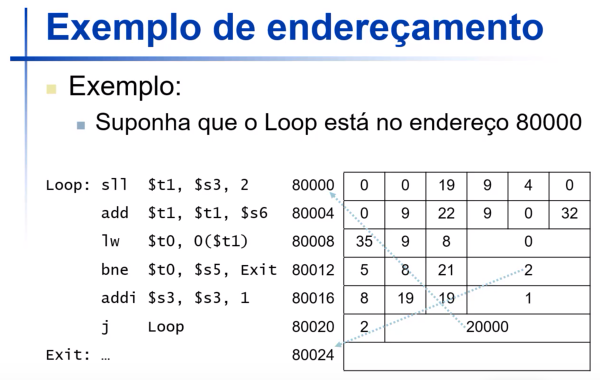 Exemplo de endereçamento
Exemplo:
Suponha que o Loop está no endereço 80000
Loop: sll $t1, $s3, 2 80000 0 0 19 9 4 0
add $t1, $t1, $s6 80004 0 9 22 9 0 32
lw $t0, 0($t1) 80008 35 9 8 0
bne $t0, $s5, Exit 80012 5 8 21 2
addi $s3, $s3, 1 80016 8 19 19 1
j Loop 80020 2 20000
Exit: … 80024